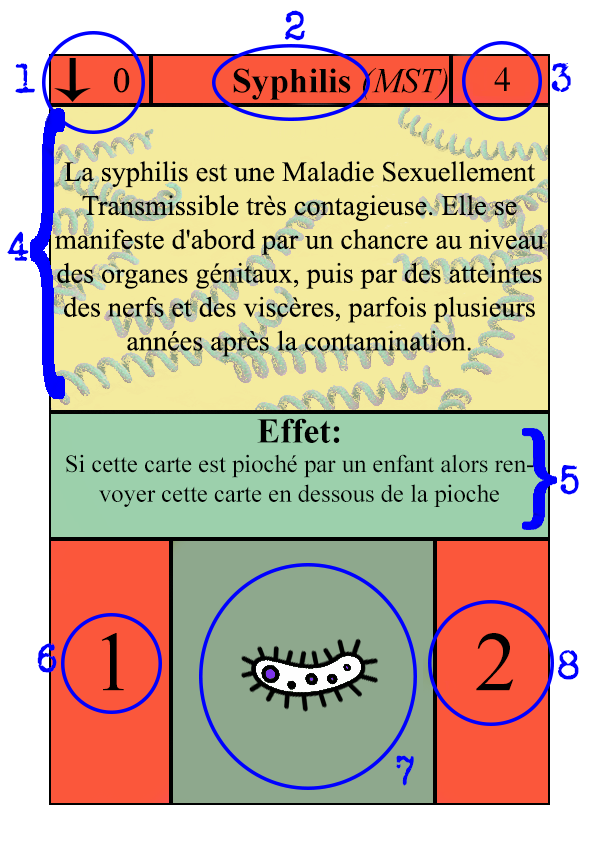 2
1 ↓ 0 Syphilis (MST) 4 3
La syphilis est une Maladie Sexuellement
Transmissible très contagieuse. Elle se
4 manifeste d'abord par un chancre au niveau
des organes génitaux, puis par des atteintes
des nerfs et des viscères, parfois plusieurs
années après la contamination.
Effet:
Si cette carte est pioché par un enfant alors ren-
5
voyer cette carte en dessous de la pioche
6 1 2 8
7